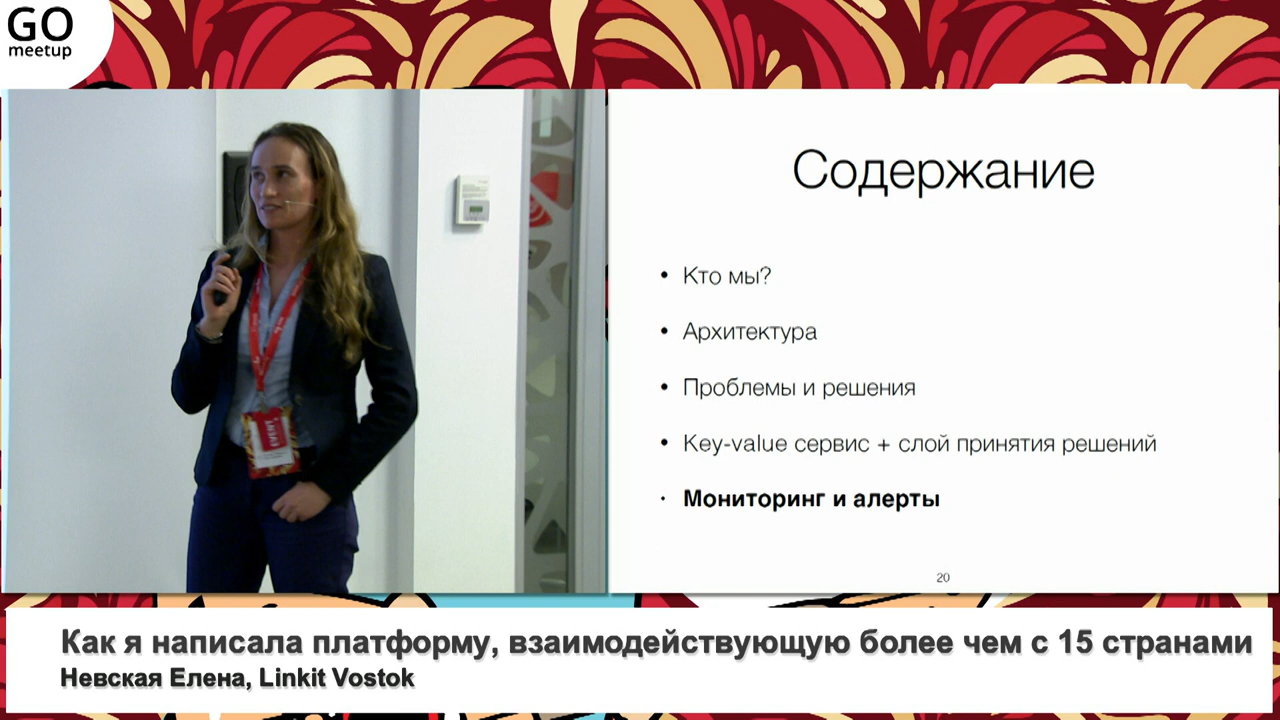 GO
meetup
Содержание
• Кто мы?
• Архитектура
• Проблемы и решения
• Key-value сервис + слой принятия решений
• Мониторинг и алерты
20
Как я написала платформу, взаимодействующую более чем с 15 странами
Невская Елена, Linkit Vostok